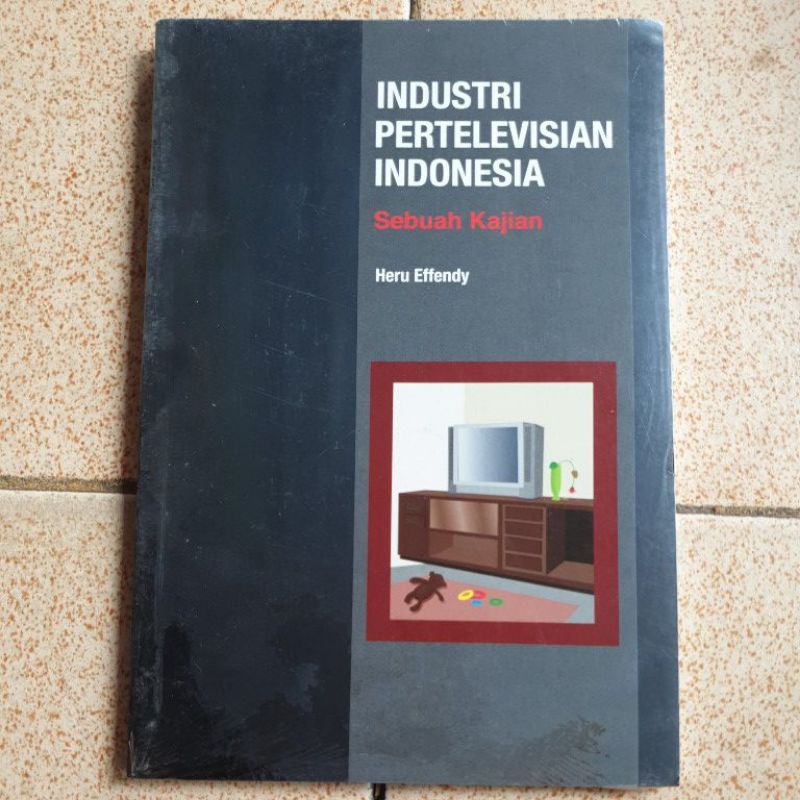 INDUSTRI
PERTELEVISIAN
INDONESIA
Sebuah Kajian
Heru Effendy